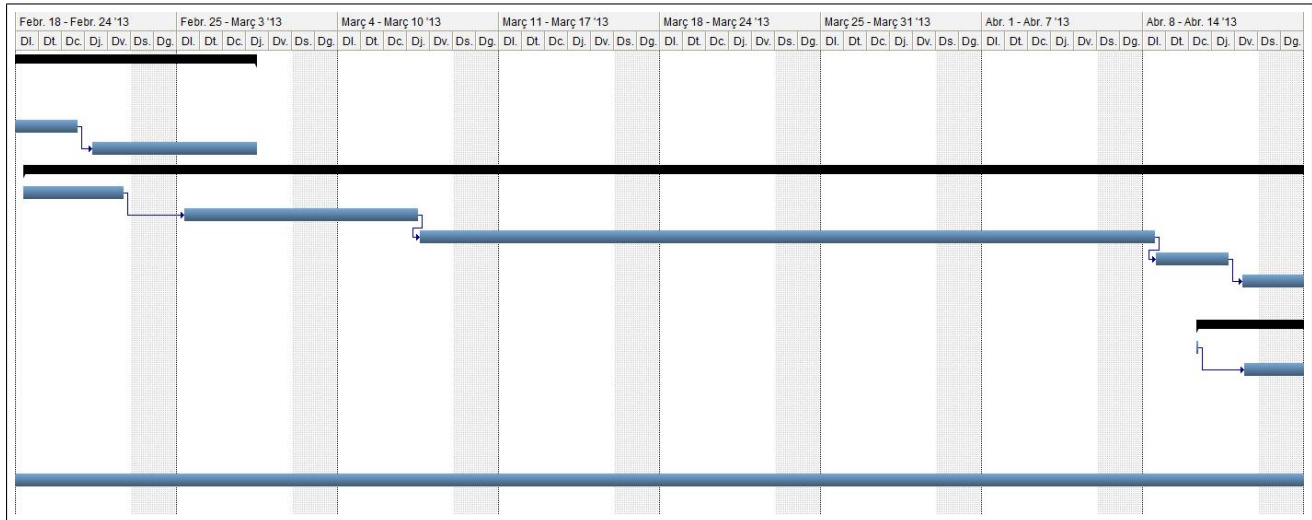 Febr. 18 - Febr. 24 '13 Febr. 25 - Març 3 '13 Març 4 - Març 10 '13 Març 11 - Març 17 '13 Març 18 - Març 24 '13 Març 25 - Març 31 '13 Abr. 1 - Abr. 7 '13 Abr. 8 - Abr. 14 '13
Dl. Dt. Dc. Dj. Dv. Ds. Dg. Dl. Dt. Dc. Dj. Dv. Ds. Dg. Dl. Dt. Dc. Dj. Dv. Ds. Dg. Dl. Dt. Dc. Dj. Dv. Ds. Dg. Dl. Dt. Dc. Dj. Dv. Ds. Dg. Dl. Dt. Dc. Dj. Dv. Ds. Dg. Dl. Dt. Dc. Dj. Dv. Ds. Dg. Dl. Dt. Dc. Dj. Dv. Ds. Dg.